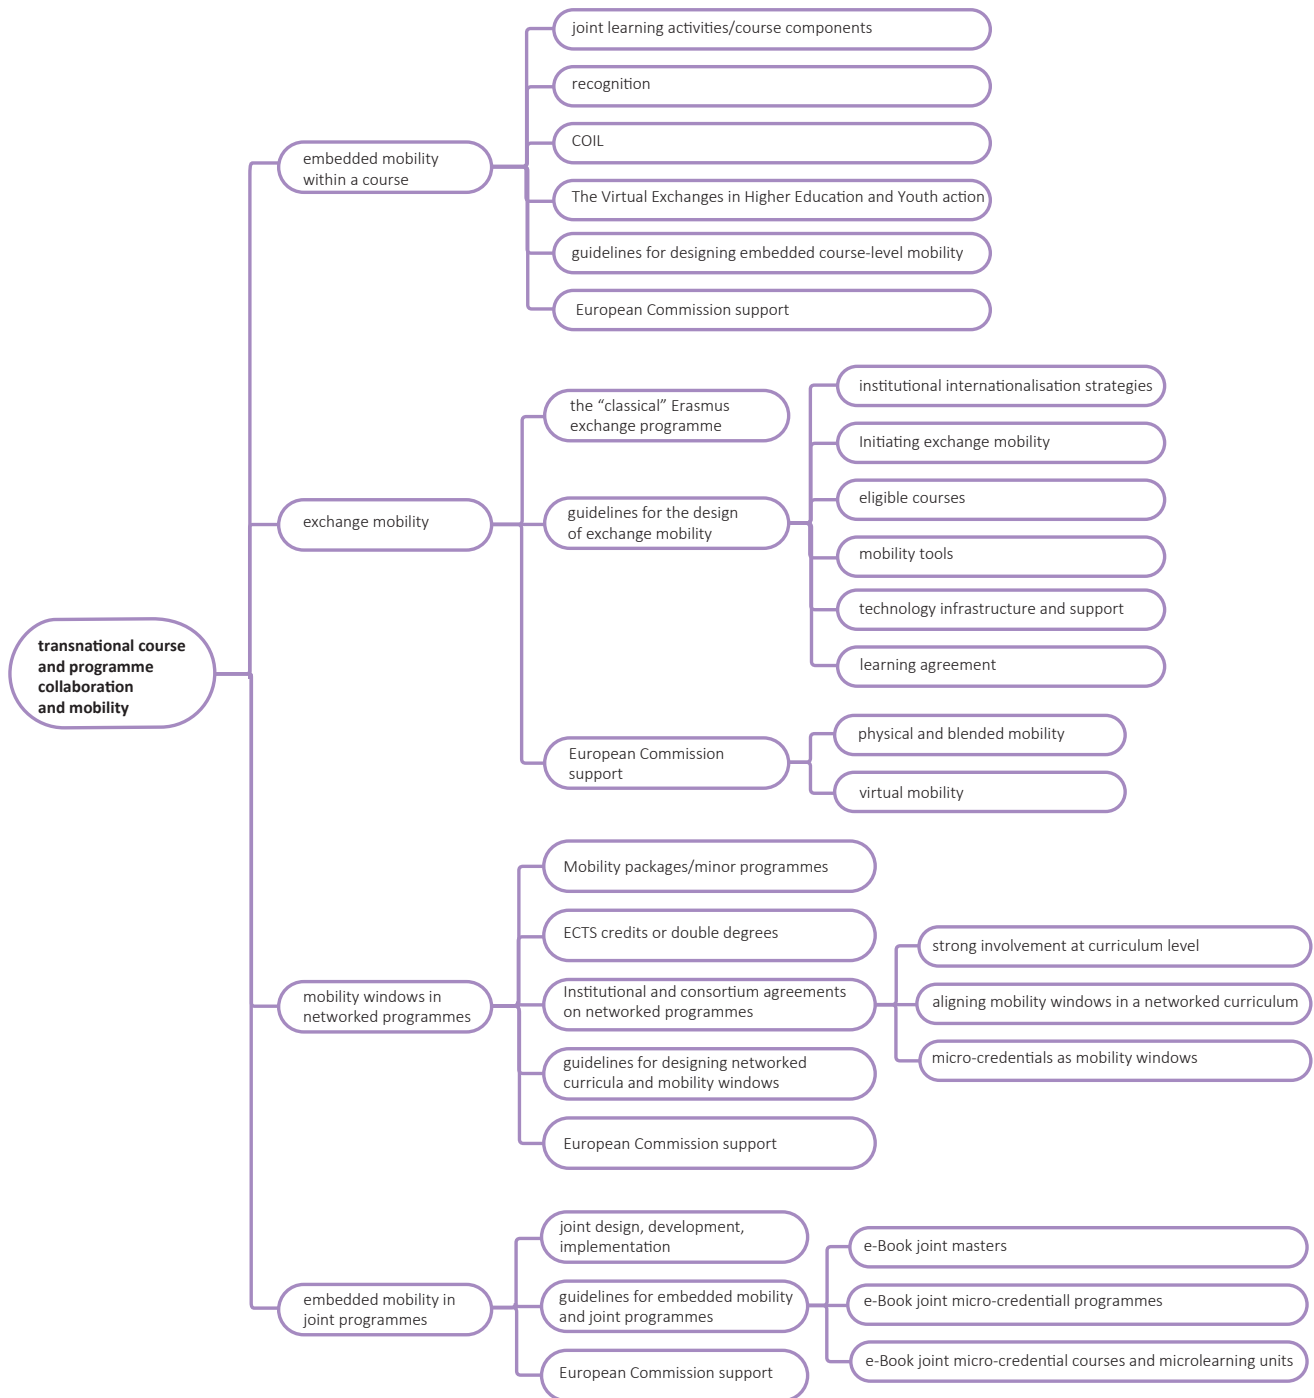 joint learning activities/course components
recognition
COIL
The Virtual Exchanges in Higher Education and Youth action
guidelines for designing embedded course-level mobility
European Commission support
embedded mobility
within a course
the “classical” Erasmus
exchange programme
guidelines for the design
of exchange mobility
European Commission
support
exchange mobility
institutional internationalisation strategies
Initiating exchange mobility
eligible courses
mobility tools
technology infrastructure and support
learning agreement
physical and blended mobility
virtual mobility
transnational course
and programme
collaboration
and mobility
mobility windows in
networked programmes
Mobility packages/minor programmes
ECTS credits or double degrees
Institutional and consortium agreements
on networked programmes
guidelines for designing networked
curricula and mobility windows
European Commission support
strong involvement at curriculum level
aligning mobility windows in a networked curriculum
micro-credentials as mobility windows
embedded mobility in
joint programmes
joint design, development,
implementation
guidelines for embedded mobility
and joint programmes
European Commission support
e-Book joint masters
e-Book joint micro-credentiall programmes
e-Book joint micro-credential courses and microlearning units